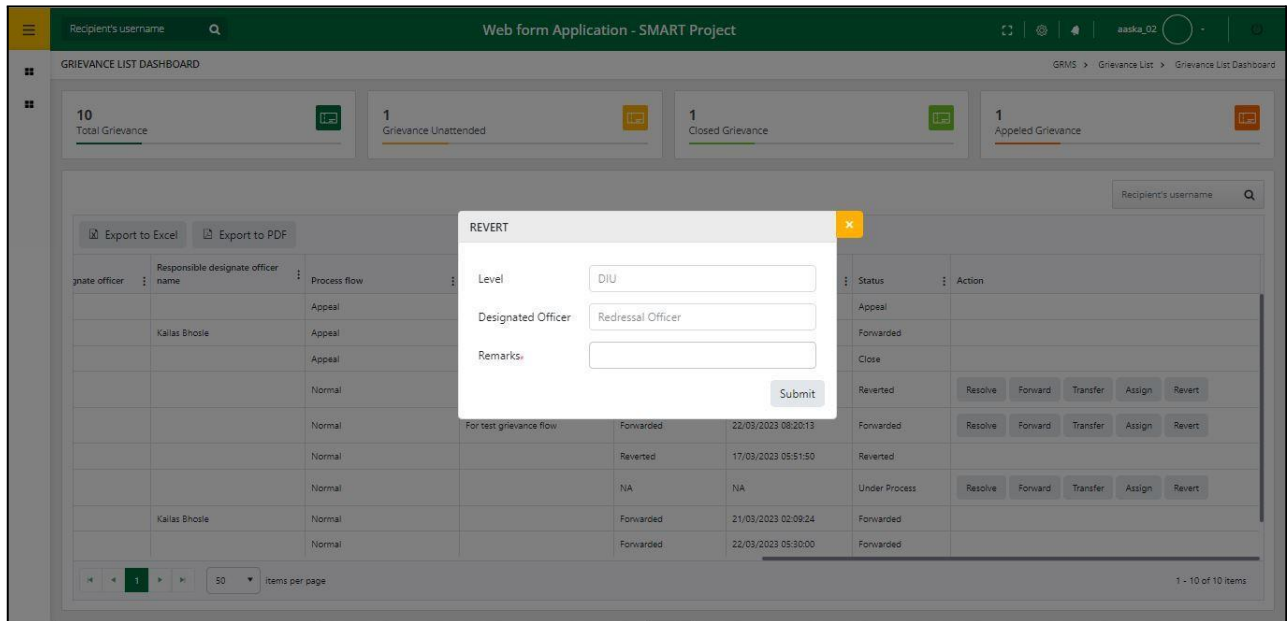 Recipient's username
Web form Application - SMART Project
aaska_02
GRIEVANCE LIST DASHBOARD
GRMS > Grievance List > Grievance List Dashboard
10
Total Grievance
1
Grievance Unattended
1
Closed Grievance
1
Appeled Grievance
Recipient's username
Export to Excel Export to PDF
REVERT
×
Level DIU
Designated Officer Redressal Officer
Remarks*
Submit
gnate officer Responsible designate officer name Process flow Status Action
Appeal Appeal
Kailas Bhosle Appeal Forwarded
Appeal Close
Normal Reverted Resolve Forward Transfer Assign Revert
Normal For test grievance flow Forwarded 22/03/2023 08:20:13 Forwarded Resolve Forward Transfer Assign Revert
Normal Reverted 17/03/2023 05:51:50 Reverted
Normal NA NA Under Process Resolve Forward Transfer Assign Revert
Kailas Bhosle Normal Forwarded 21/03/2023 02:09:24 Forwarded
Normal Forwarded 22/03/2023 05:30:00 Forwarded
1 50 items per page 1 - 10 of 10 items